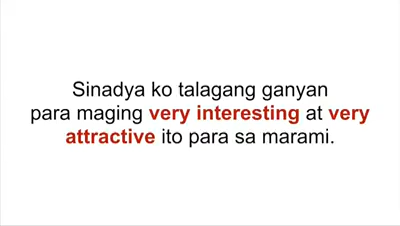 Sinadya ko talagang ganyan
para maging very interesting at very
attractive ito para sa marami.